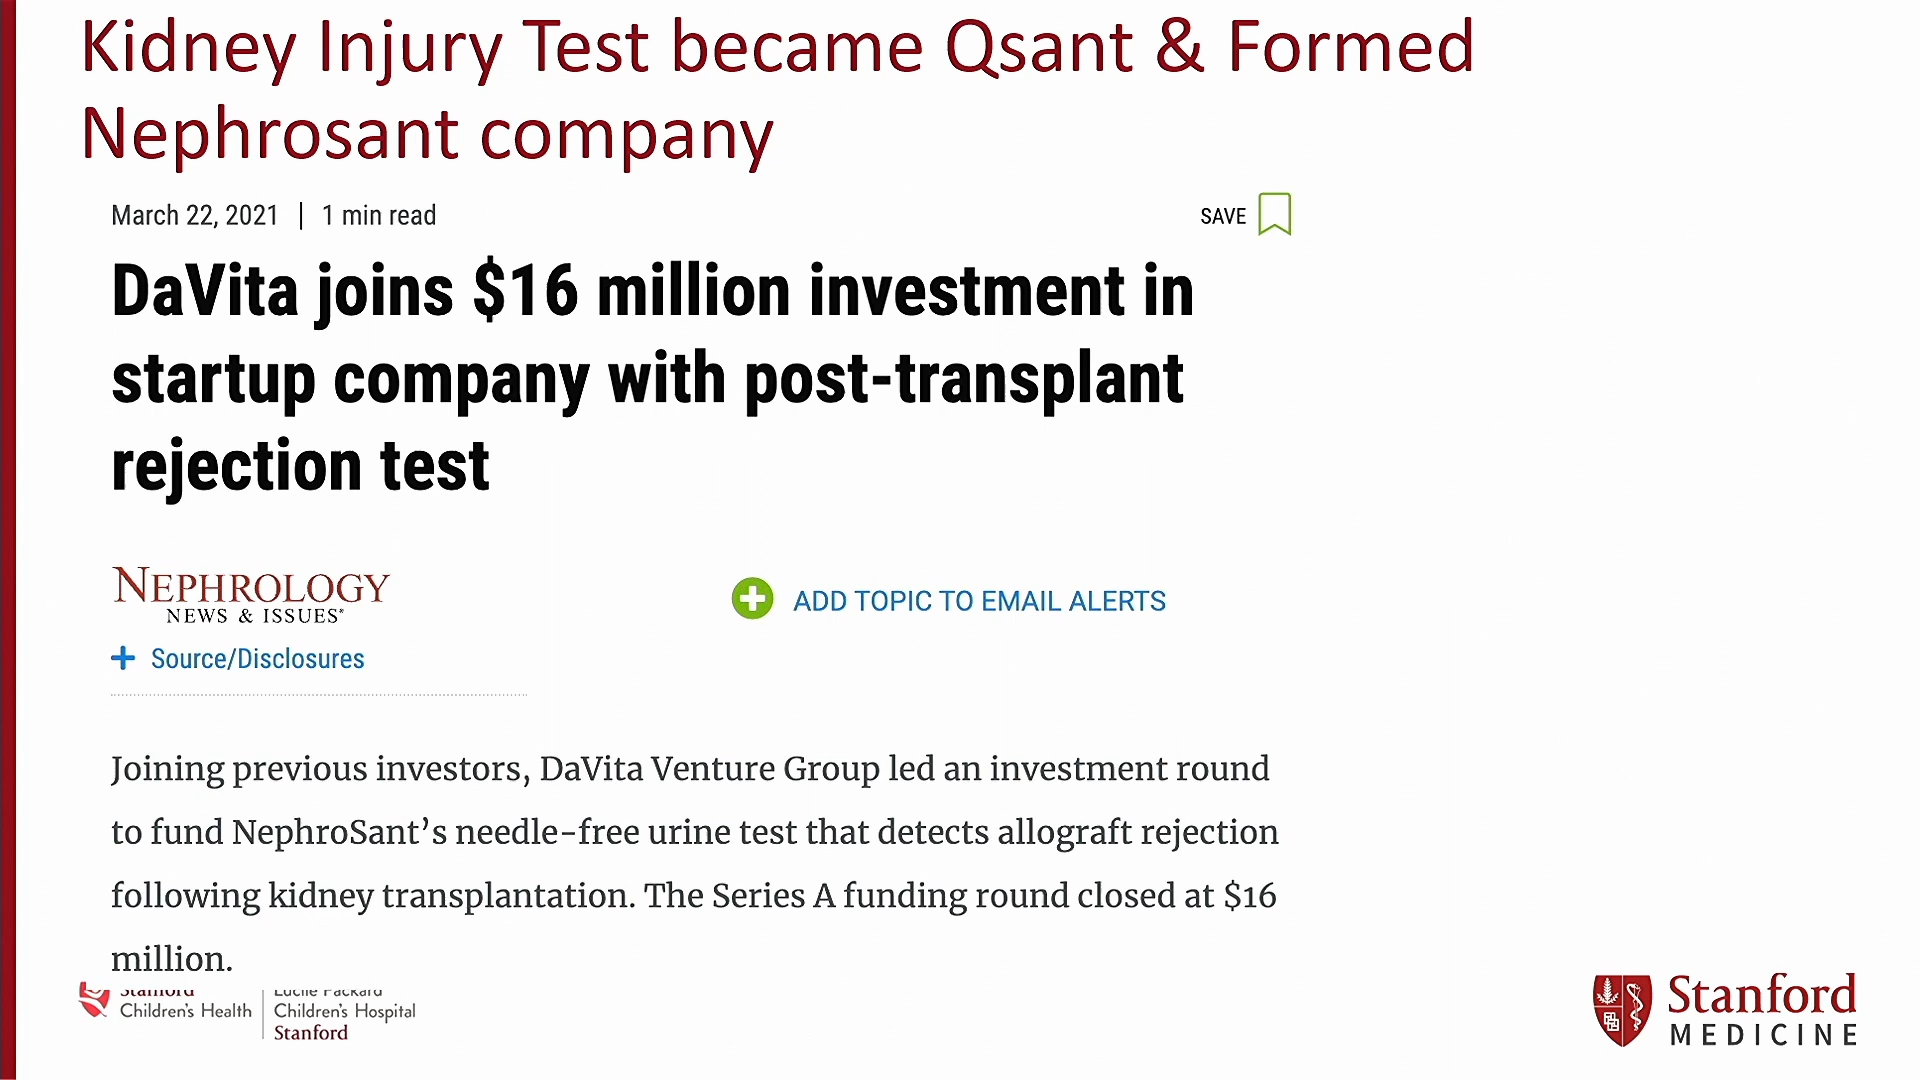 Kidney Injury Test became Qsant & Formed
Nephrosant company
March 22, 2021 | 1 min read
SAVE
DaVita joins $16 million investment in
startup company with post-transplant
rejection test
NEPHROLOGY
NEWS & ISSUES
ADD TOPIC TO EMAIL ALERTS
+ Source/Disclosures
Joining previous investors, DaVita Venture Group led an investment round
to fund NephroSant’s needle-free urine test that detects allograft rejection
following kidney transplantation. The Series A funding round closed at $16
million.
Stanford
Children's Health
Lucile Packard
Children's Hospital
Stanford
Stanford
MEDICINE